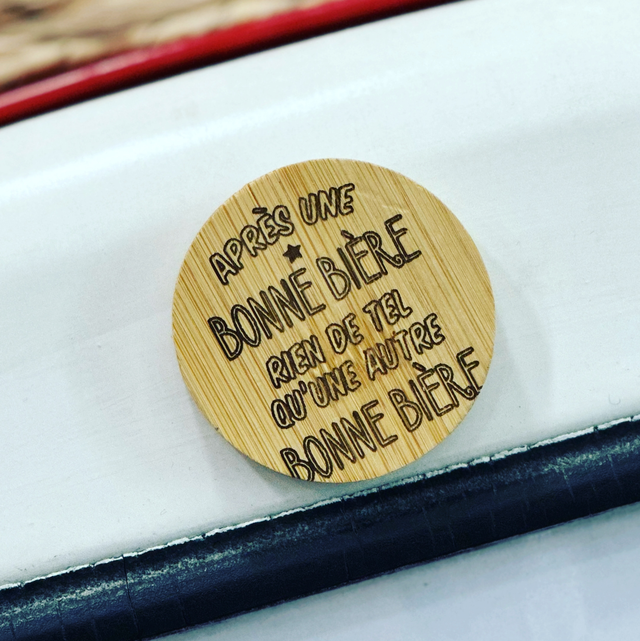 APRÈS UNE
BONNE BIÈRE
RIEN DE TEL
QU'UNE AUTRE
BONNE BIÈRE